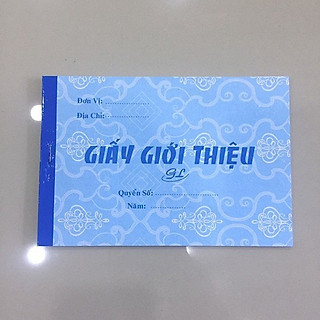 Đơn Vị: ....................
Địa Chỉ: ....................
GIẤY GIỚI THIỆU
GL
Quyển Số: ..............................
Năm: ................